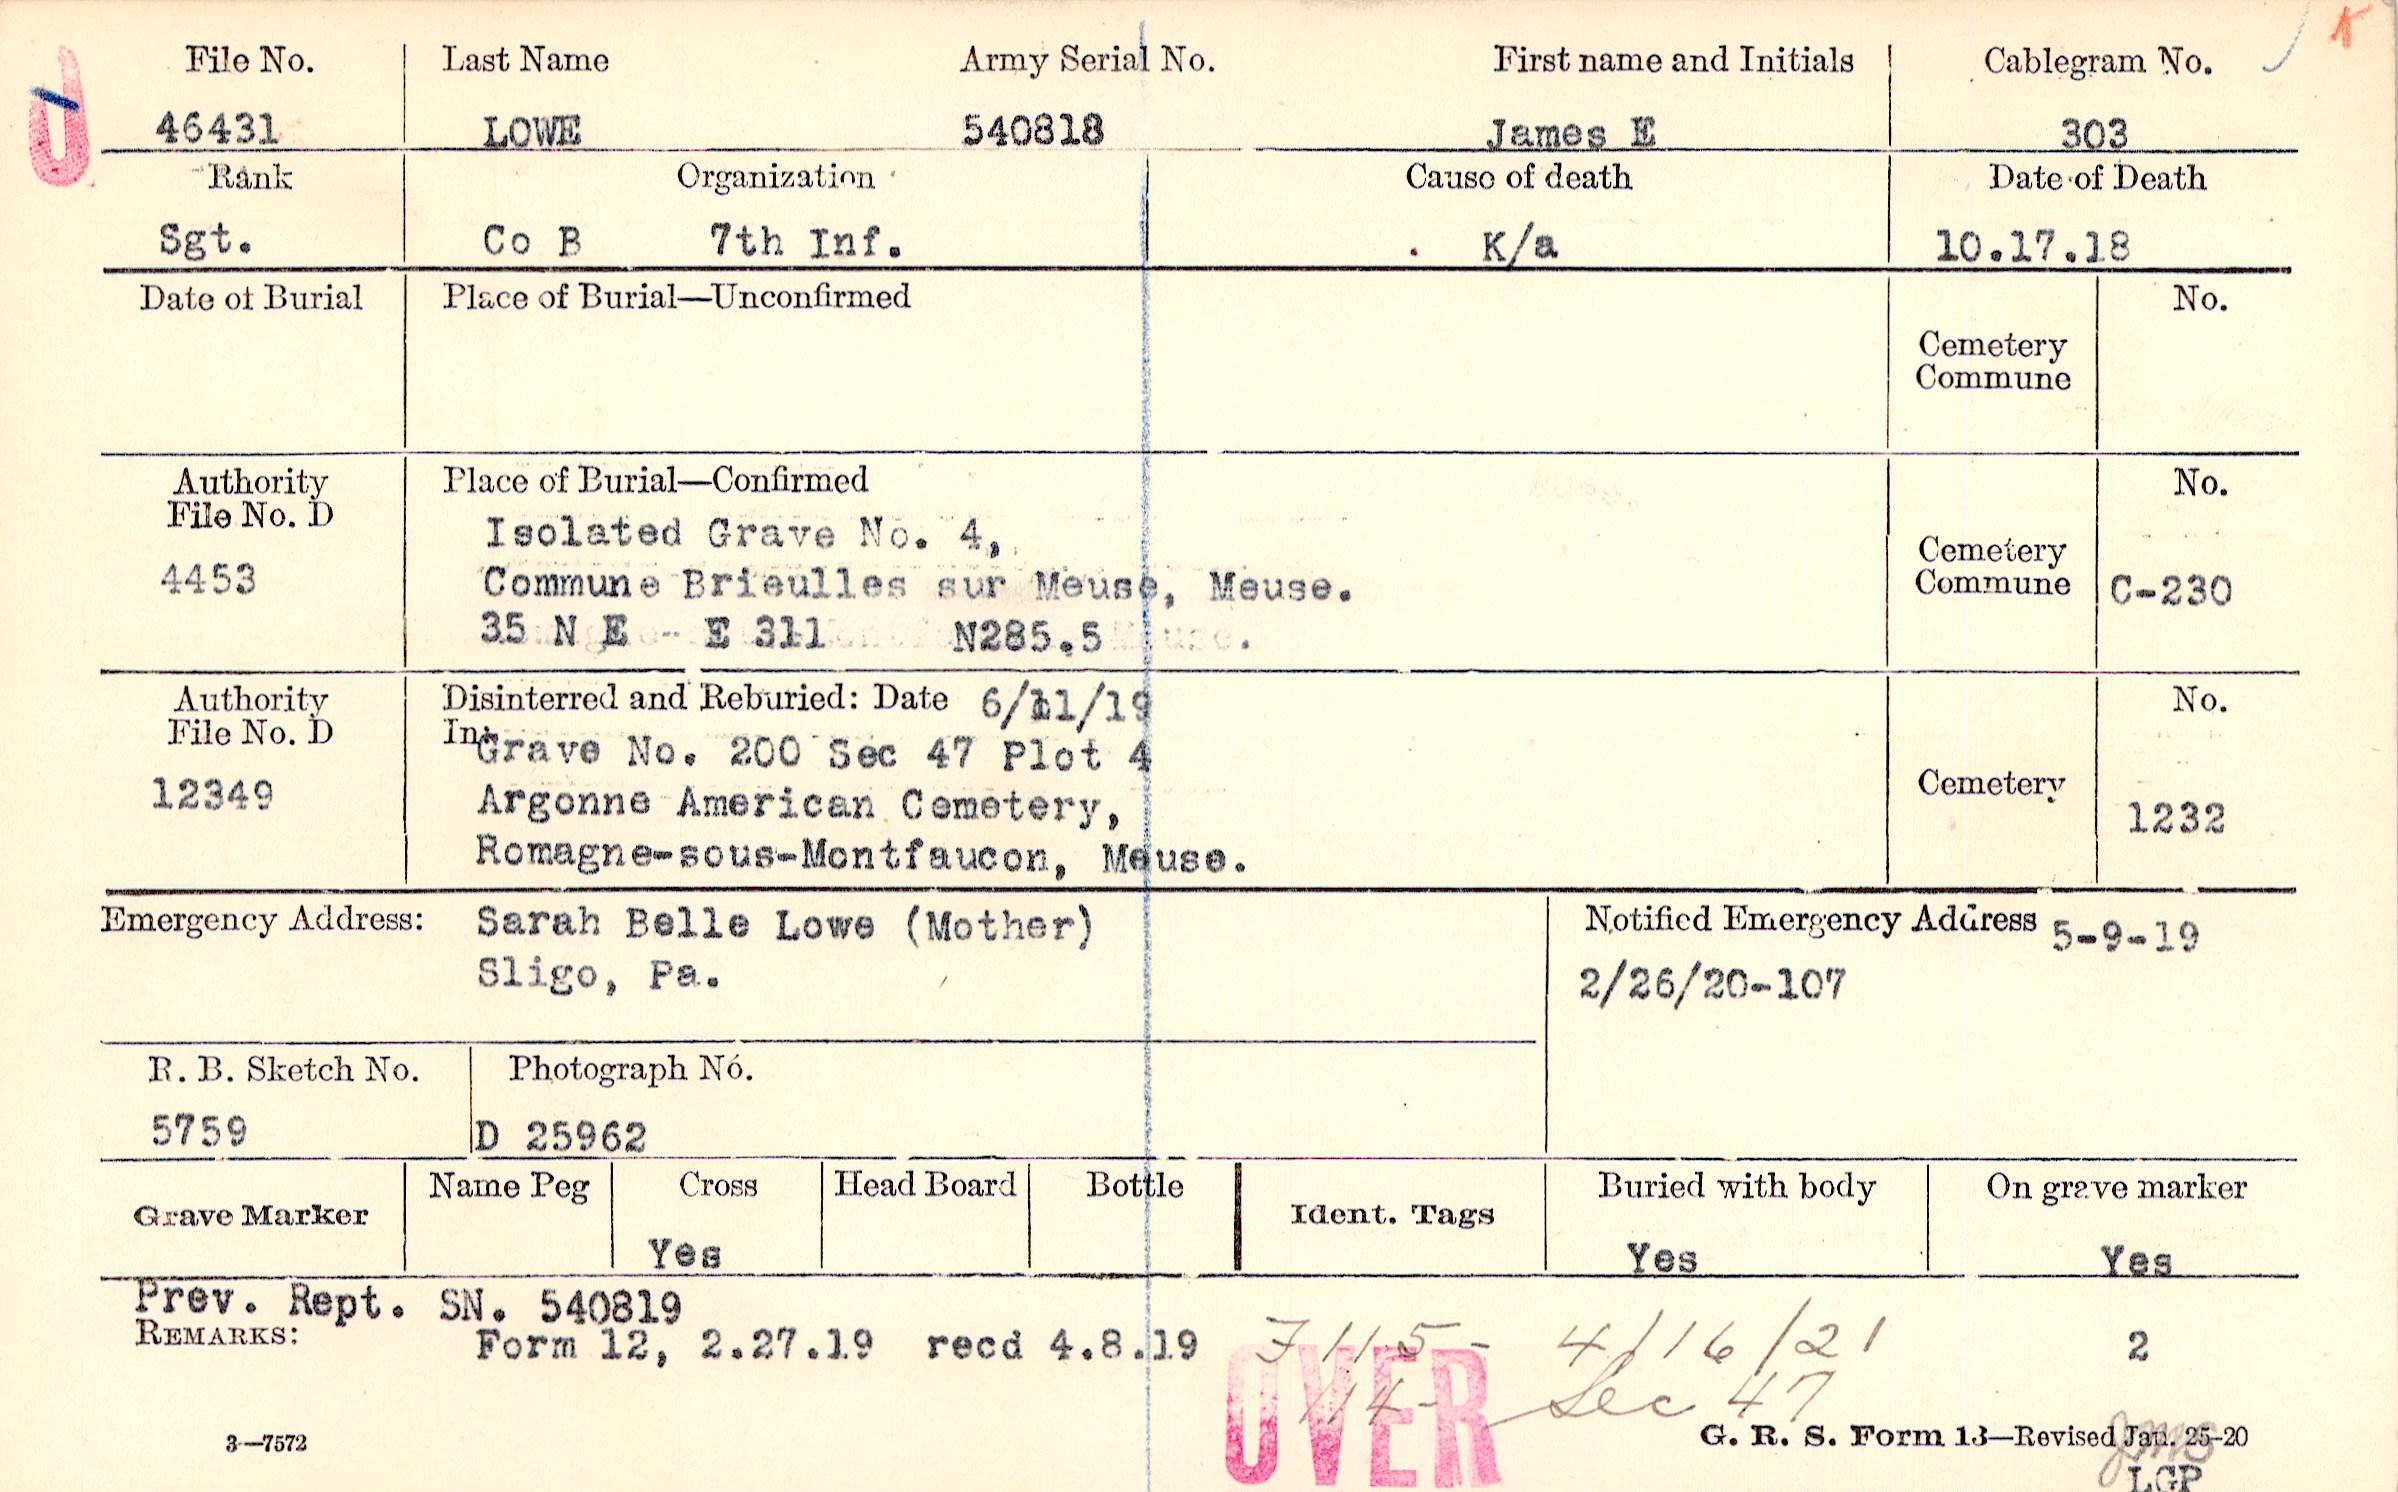 File No. Last Name Army Serial No. First name and Initials Cablegram No.
46431 LOWE 540818 James E 303
Rank Organization Cause of death Date of Death
Sgt. Co B 7th Inf. K/a 10.17.18
Date of Burial Place of Burial—Unconfirmed No.
Cemetery
Commune
Authority Place of Burial—Confirmed No.
File No. D
Isolated Grave No. 4,
Cemetery
4453 Commune Brieulles sur Meuse, Meuse. Commune C-230
35 N E - E 311 N285.5
Authority Disinterred and Reburied: Date 6/11/19 No.
File No. D In:
Grave No. 200 Sec 47 Plot 4
12349 Argonne American Cemetery, Cemetery 1232
Romagne-sous-Montfaucon, Meuse.
Emergency Address: Sarah Belle Lowe (Mother) Notified Emergency Address 5-9-19
Sligo, Pa. 2/26/20-107
R. B. Sketch No. Photograph No.
5759 D 25962
Name Peg Cross Head Board Bottle Buried with body On grave marker
Grave Marker Ident. Tags
Yes Yes Yes
Prev. Rept. SN. 540819
REMARKS: Form 12, 2.27.19 recd 4.8.19 4/16/21 2
OVER 114- Sec 47
3—7572 G. R. S. Form 13—Revised Jan. 25-20
LGP